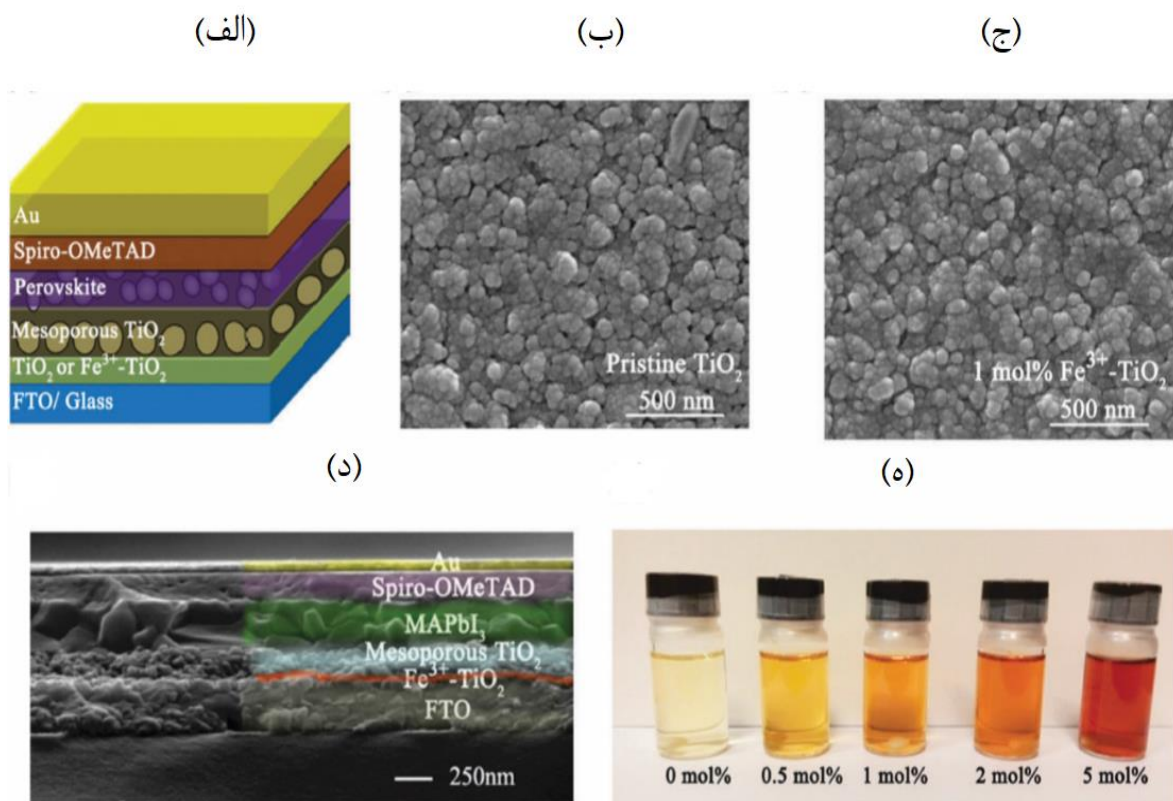 (الف)
(ب)
(ج)
Au
Spiro-OMeTAD
Perovskite
Mesoporous TiO₂
TiO₂ or Fe³⁺-TiO₂
FTO/ Glass
Pristine TiO₂
500 nm
1 mol% Fe³⁺-TiO₂
500 nm
(د)
(ه)
Au
Spiro-OMeTAD
MAPbI₃
Mesoporous TiO₂
Fe³⁺-TiO₂
FTO
250nm
0 mol% 0.5 mol% 1 mol% 2 mol% 5 mol%